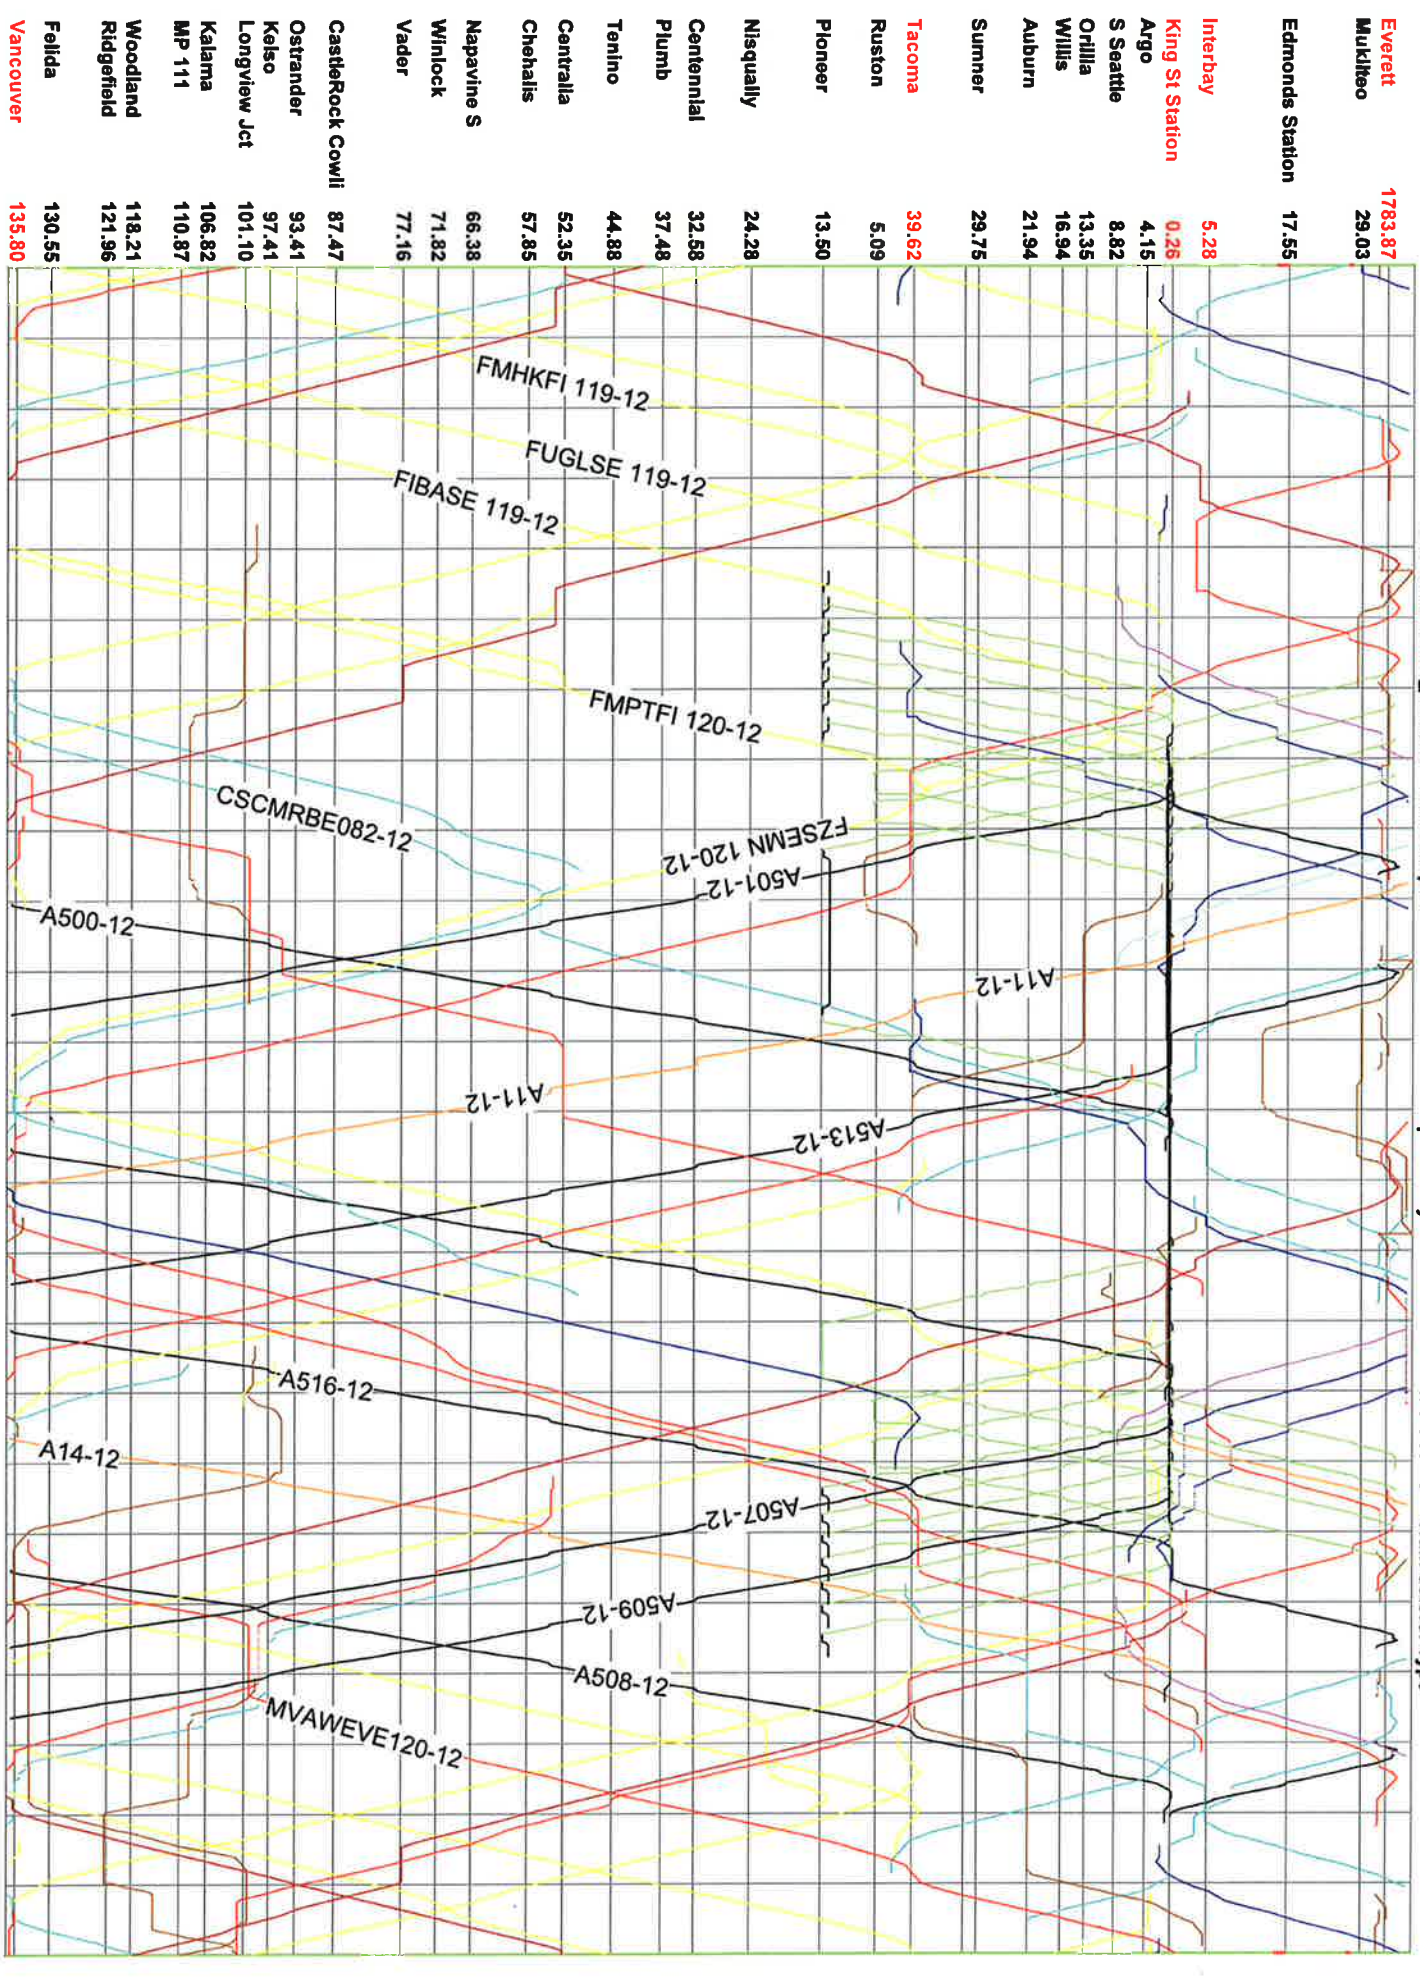 Everett 1783.87
Mukilteo 29.03
Edmonds Station 17.55
Interbay 5.28
King St Station 0.26
Argo 4.15
S Seattle 8.82
Orillia 13.35
Willis 16.94
Auburn 21.94
Sumner 29.75
Tacoma 39.62
Ruston 5.09
Pioneer 13.50
Nisqually 24.28
Centennial 32.58
Plumb 37.48
Tenino 44.88
Centralia 52.35
Chehalis 57.85
Napavine S 66.38
Winlock 71.82
Vader 77.16
CastleRock Cowli 87.47
Ostrander 93.41
Kelso 97.41
Longview Jct 101.10
Kalama 106.82
MP 111 110.87
Woodland 118.21
Ridgefield 121.96
Felida 130.55
Vancouver 135.80
FMHKFI 119-12
FUGLSE 119-12
FIBASE 119-12
FMPTFI 120-12
CSCMRBE082-12
FZSEMN 120-12
A501-12
A500-12
A11-12
A11-12
A513-12
A516-12
A14-12
A507-12
A509-12
A508-12
MVAWEVE120-12